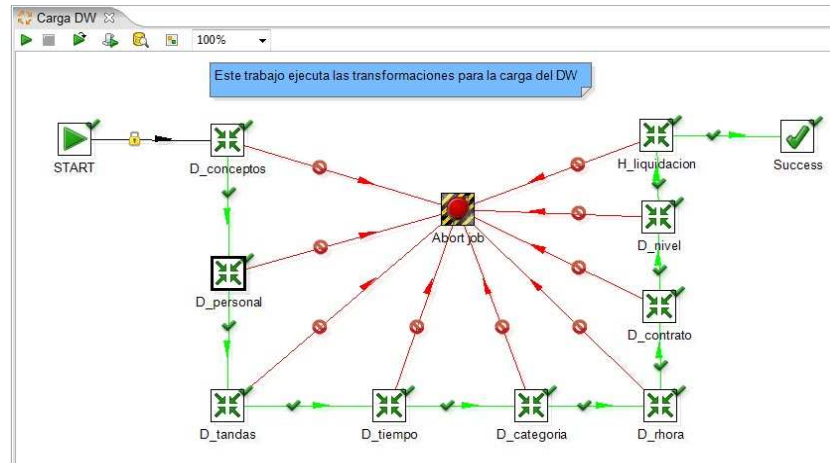 Carga DW
100%
Este trabajo ejecuta las transformaciones para la carga del DW
START
D_conceptos
H_liquidacion
Success
Abort job
D_nivel
D_personal
D_contrato
D_tandas
D_tiempo
D_categoria
D_rhora